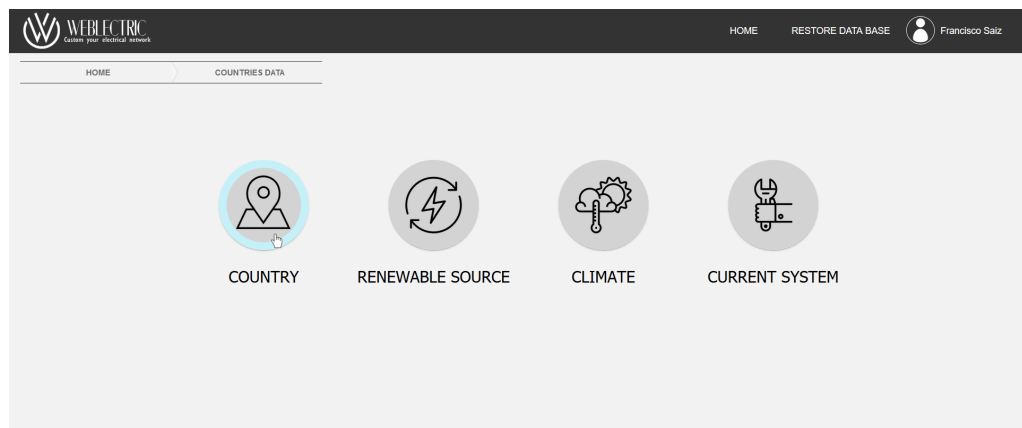 WEBLECTRIC
Custom your electrical network
HOME
RESTORE DATA BASE
Francisco Saiz
HOME
COUNTRIES DATA
COUNTRY
RENEWABLE SOURCE
CLIMATE
CURRENT SYSTEM